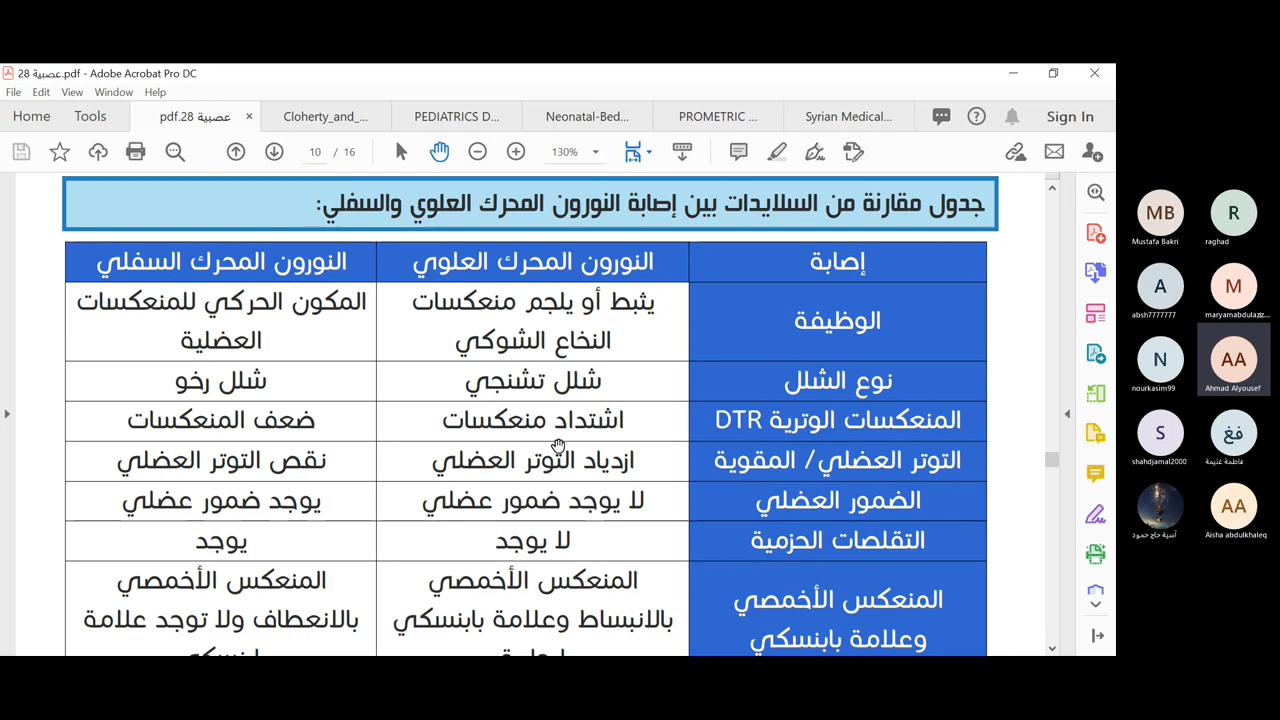 عصبية 28.pdf - Adobe Acrobat Pro DC
File Edit View Window Help
Home Tools عصبية 28.pdf × Cloherty_and_... PEDIATRICS D... Neonatal-Bed... PROMETRIC ... Syrian Medical... Sign In
10 / 16 130%
جدول مقارنة من السلايدات بين إصابة النورون المحرك العلوي والسفلي:
إصابة النورون المحرك العلوي النورون المحرك السفلي
الوظيفة
يثبط أو يلجم منعكسات
النخاع الشوكي
المكون الحركي للمنعكسات
العضلية
نوع الشلل شلل تشنجي شلل رخو
المنعكسات الوترية DTR اشتداد منعكسات ضعف المنعكسات
التوتر العضلي/ المقوية ازدياد التوتر العضلي نقص التوتر العضلي
الضمور العضلي لا يوجد ضمور عضلي يوجد ضمور عضلي
التقلصات الحزمية لا يوجد يوجد
المنعكس الأخمصي
وعلامة بابنسكي
المنعكس الأخمصي
بالانبساط وعلامة بابنسكي
المنعكس الأخمصي
بالانعطاف ولا توجد علامة
MB R
Mustafa Bakri raghad
A M
absh7777777 maryamabdulaziz...
N AA
nourkasim99 Ahmad Alyousef
S فغ
shahdjamal2000 فاطمة غنيمة
AA
آسية حاج حمود Aisha abdulkhaleq